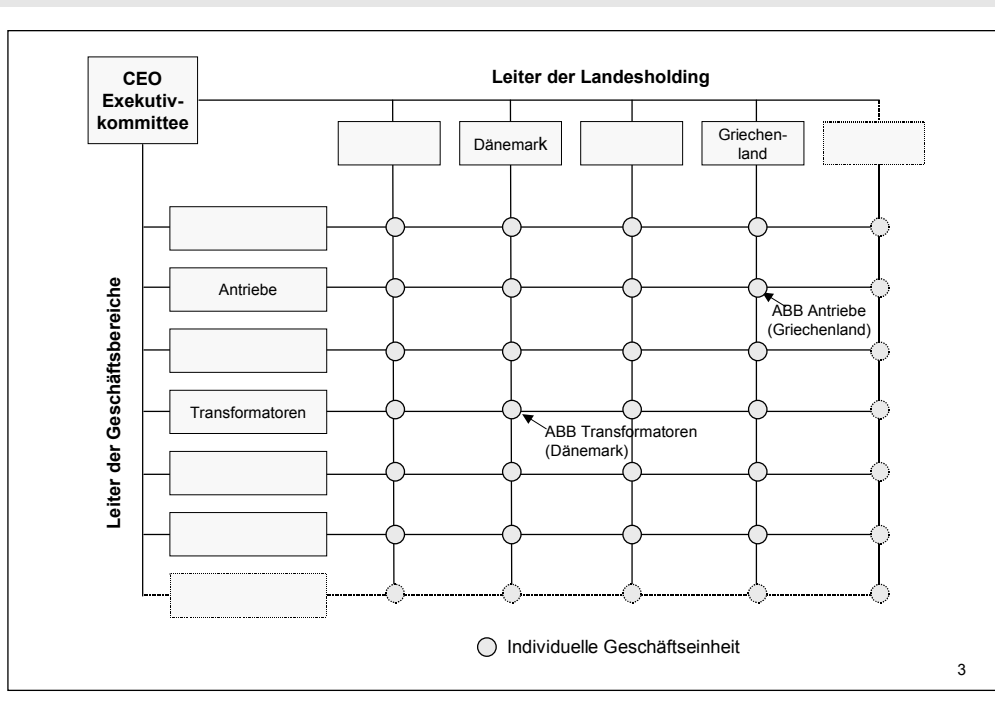 CEO
Exekutiv-
kommittee
Leiter der Landesholding
Dänemark
Griechen-
land
Leiter der Geschäftsbereiche
Antriebe
ABB Antriebe
(Griechenland)
Transformatoren
ABB Transformatoren
(Dänemark)
Individuelle Geschäftseinheit
3